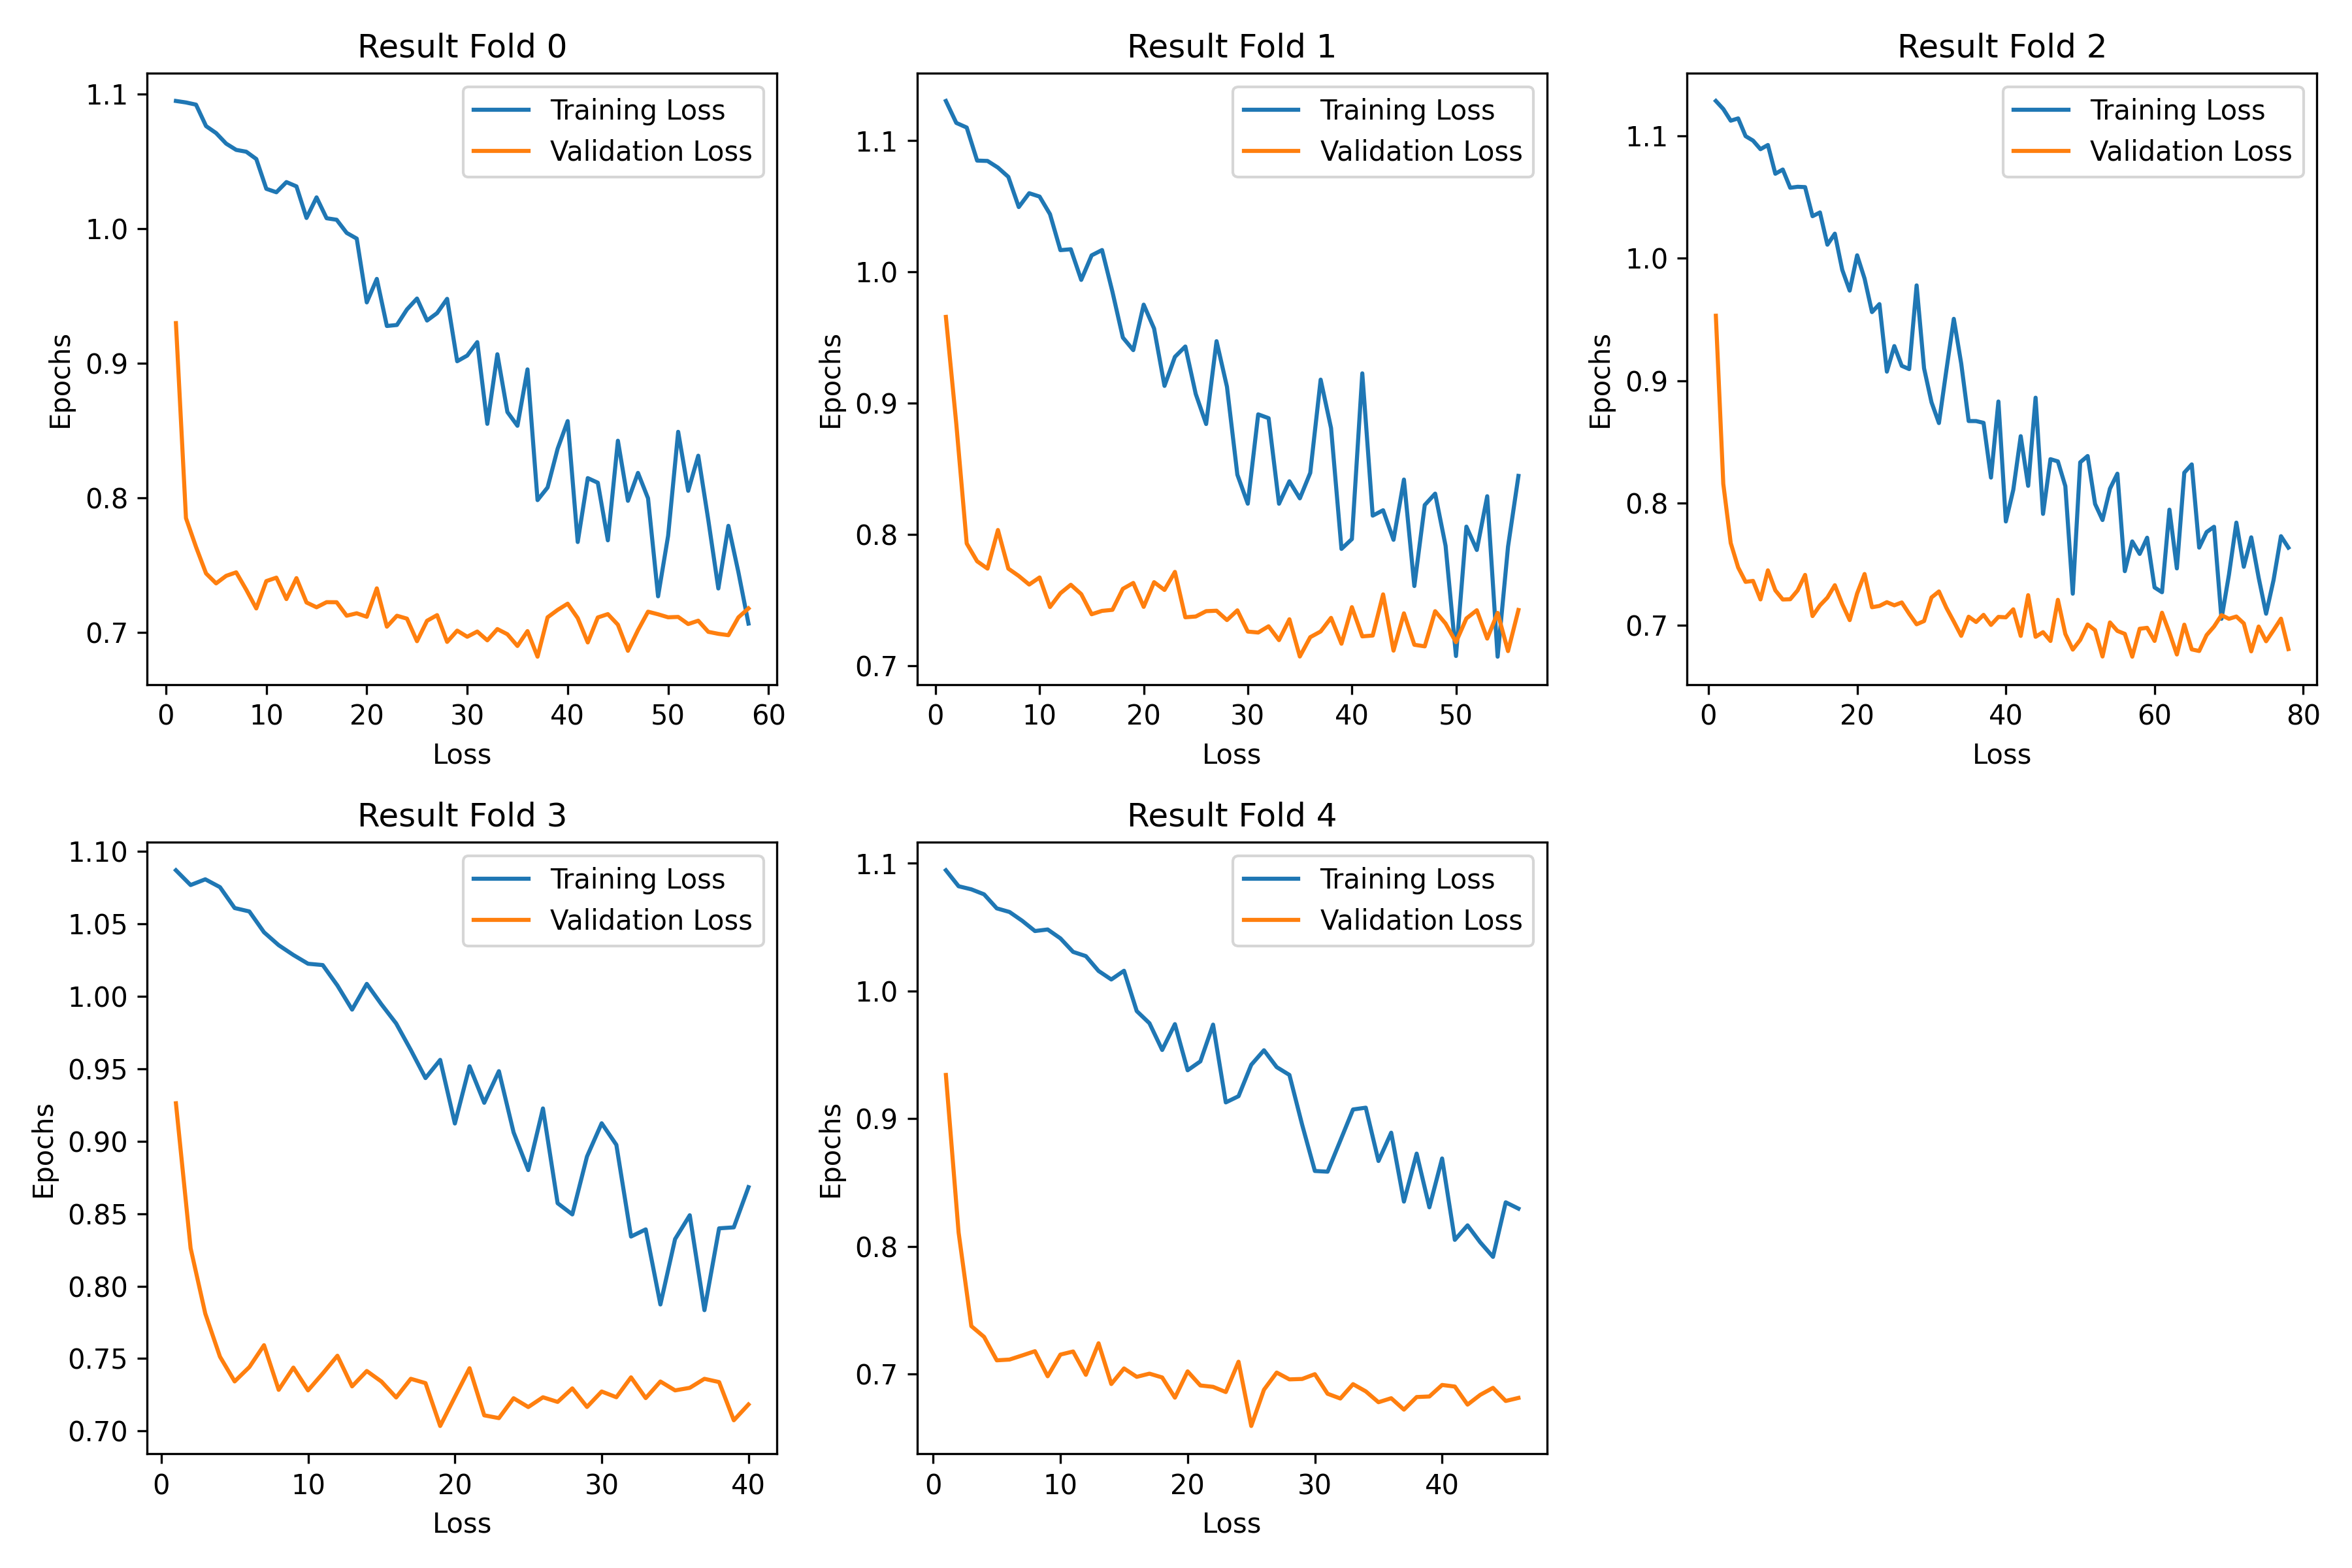 Result Fold 0
Training Loss
Validation Loss
1.1
1.0
0.9
0.8
0.7
Epochs
0 10 20 30 40 50 60
Loss
Result Fold 1
Training Loss
Validation Loss
1.1
1.0
0.9
0.8
0.7
Epochs
0 10 20 30 40 50
Loss
Result Fold 2
Training Loss
Validation Loss
1.1
1.0
0.9
0.8
0.7
Epochs
0 20 40 60 80
Loss
Result Fold 3
Training Loss
Validation Loss
1.10
1.05
1.00
0.95
0.90
0.85
0.80
0.75
0.70
Epochs
0 10 20 30 40
Loss
Result Fold 4
Training Loss
Validation Loss
1.1
1.0
0.9
0.8
0.7
Epochs
0 10 20 30 40
Loss